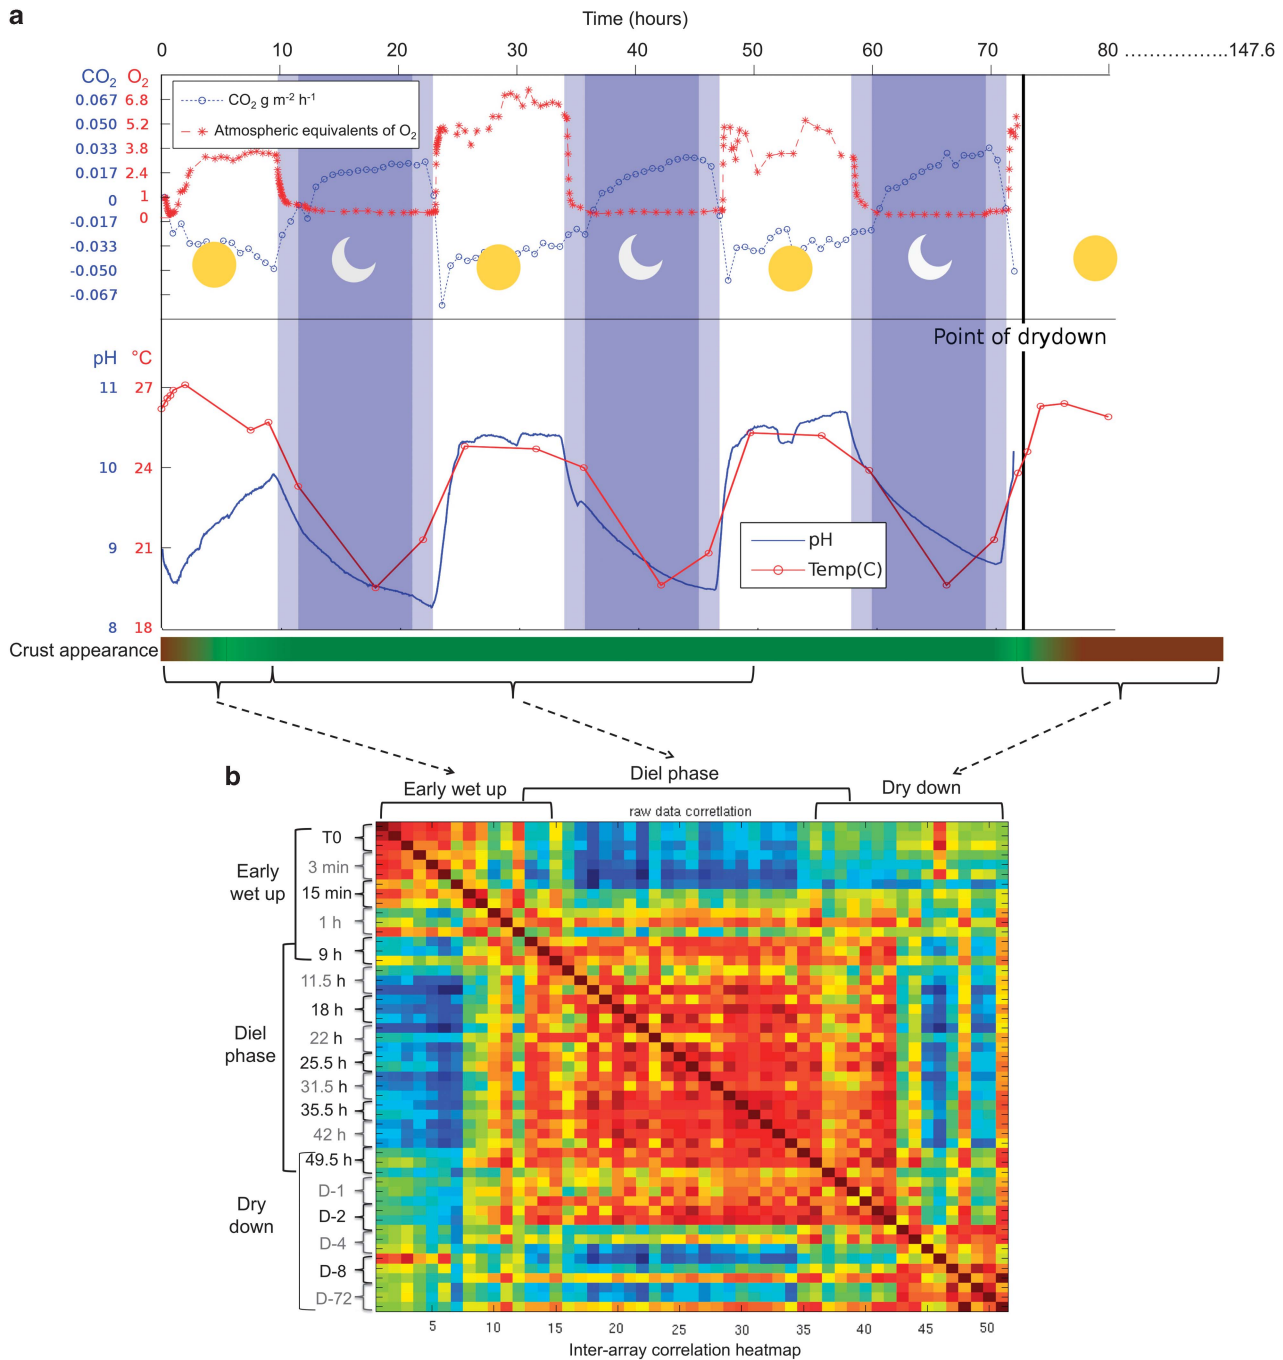 a
Time (hours)
0 10 20 30 40 50 60 70 80 ..................147.6
CO2 O2
0.067 6.8
0.050 5.2
0.033 3.8
0.017 2.4
0 1
-0.017 0
-0.033
-0.050
-0.067
CO2 g m-2 h-1
Atmospheric equivalents of O2
Point of drydown
pH °C
11 27
10 24
9 21
8 18
pH
Temp(C)
Crust appearance
b
Early wet up
Diel phase
Dry down
raw data corretlation
Early
wet up
Diel
phase
Dry
down
T0
3 min
15 min
1 h
9 h
11.5 h
18 h
22 h
25.5 h
31.5 h
35.5 h
42 h
49.5 h
D-1
D-2
D-4
D-8
D-72
5 10 15 20 25 30 35 40 45 50
Inter-array correlation heatmap